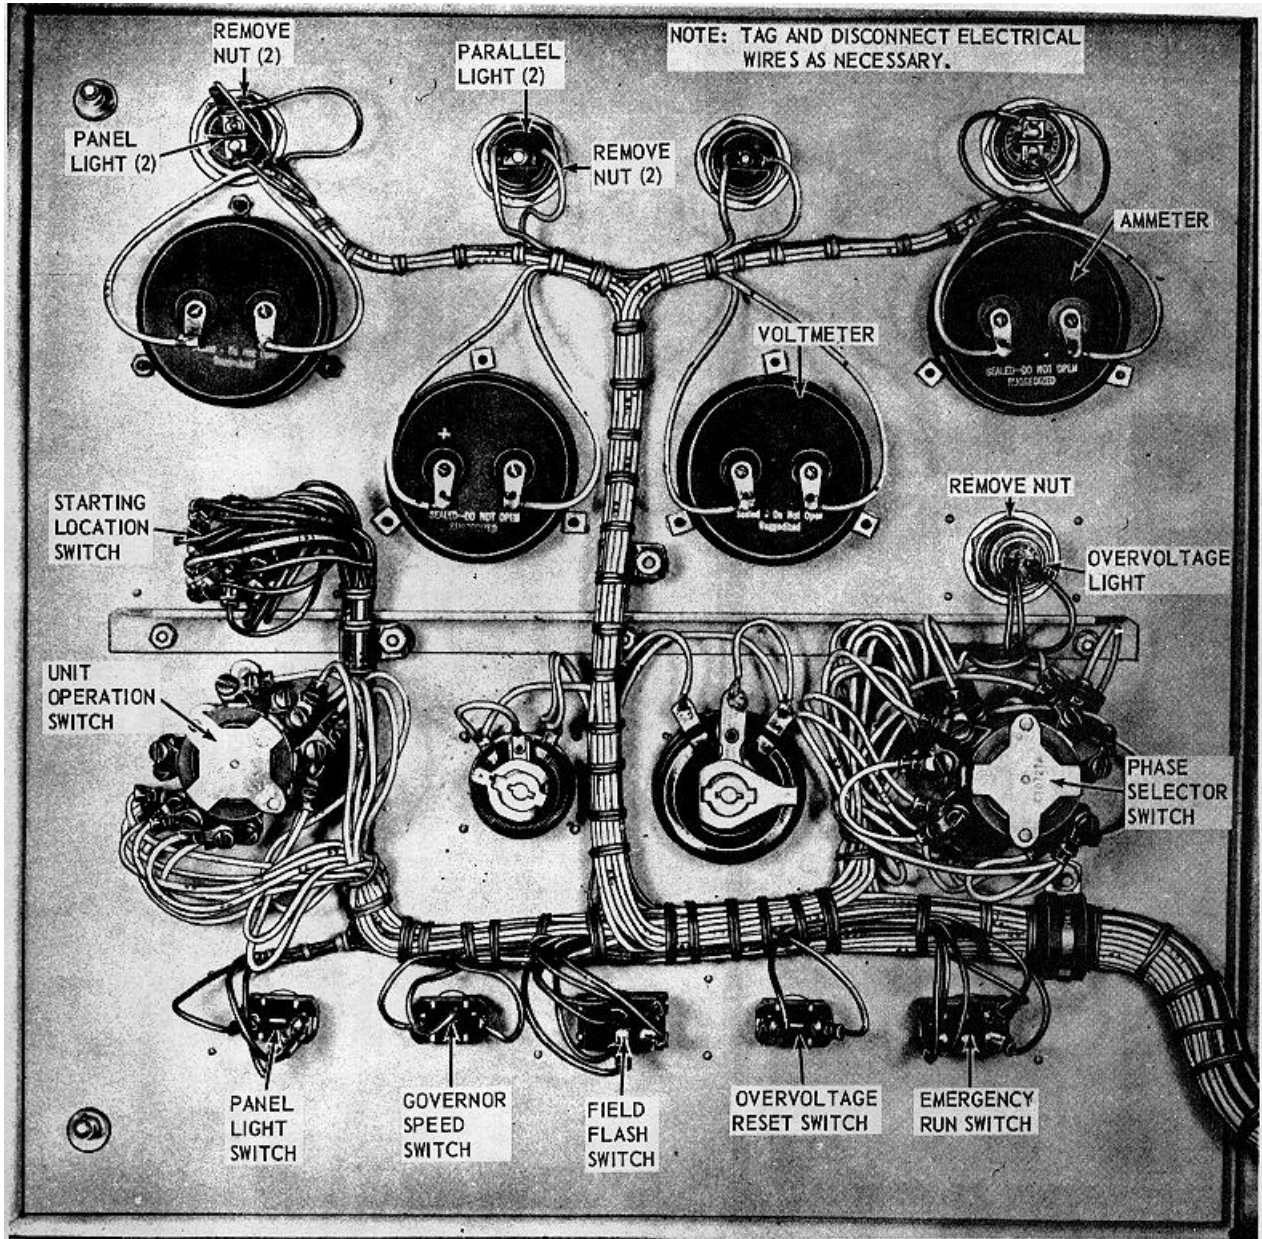 REMOVE
NUT (2)
PARALLEL
LIGHT (2)
NOTE: TAG AND DISCONNECT ELECTRICAL
WIRES AS NECESSARY.
PANEL
LIGHT (2)
REMOVE
NUT (2)
AMMETER
VOLTMETER
SEALED-DO NOT OPEN
RUGGEDIZED
STARTING
LOCATION
SWITCH
SEALED-DO NOT OPEN
RUGGEDIZED
Sealed - Do Not Open
Ruggedized
REMOVE NUT
OVERVOLTAGE
LIGHT
UNIT
OPERATION
SWITCH
PHASE
SELECTOR
SWITCH
PANEL
LIGHT
SWITCH
GOVERNOR
SPEED
SWITCH
FIELD
FLASH
SWITCH
OVERVOLTAGE
RESET SWITCH
EMERGENCY
RUN SWITCH